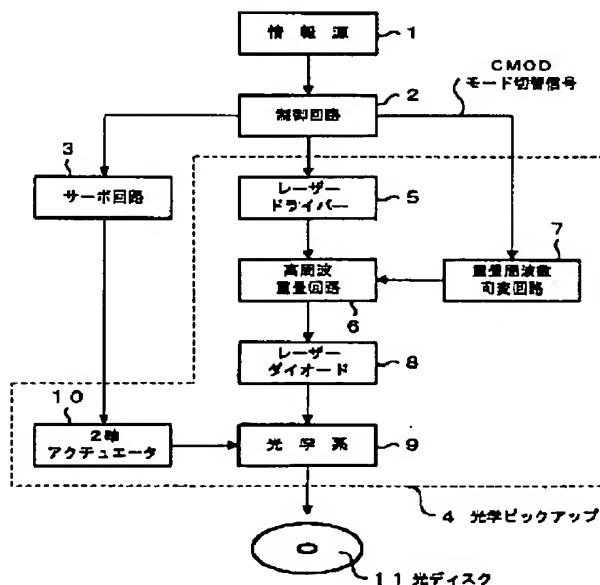 情報源
1
CMOD
モード切替信号
制御回路
2
3
サーボ回路
レーザー
ドライバー
5
7
高周波
重畳回路
6
重畳周波数
可変回路
レーザー
ダイオード
8
10
2軸
アクチュエータ
光学系
9
4 光学ピックアップ
11光ディスク